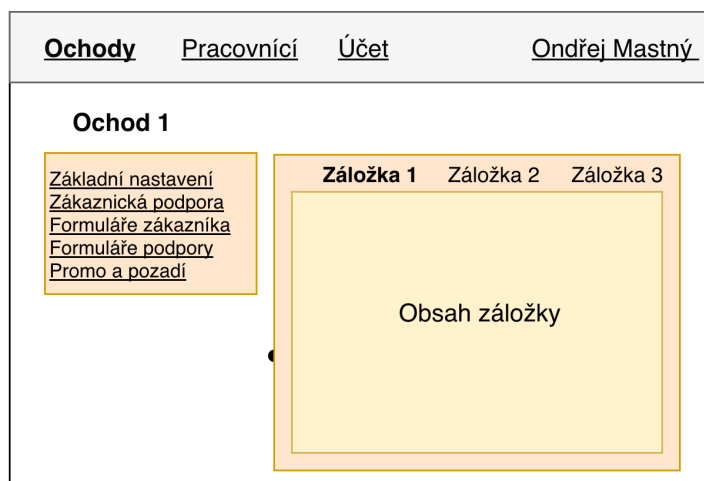 Ochody Pracovnící Účet Ondřej Mastný
Ochod 1
Základní nastavení
Zákaznická podpora
Formuláře zákazníka
Formuláře podpory
Promo a pozadí
Záložka 1 Záložka 2 Záložka 3
Obsah záložky